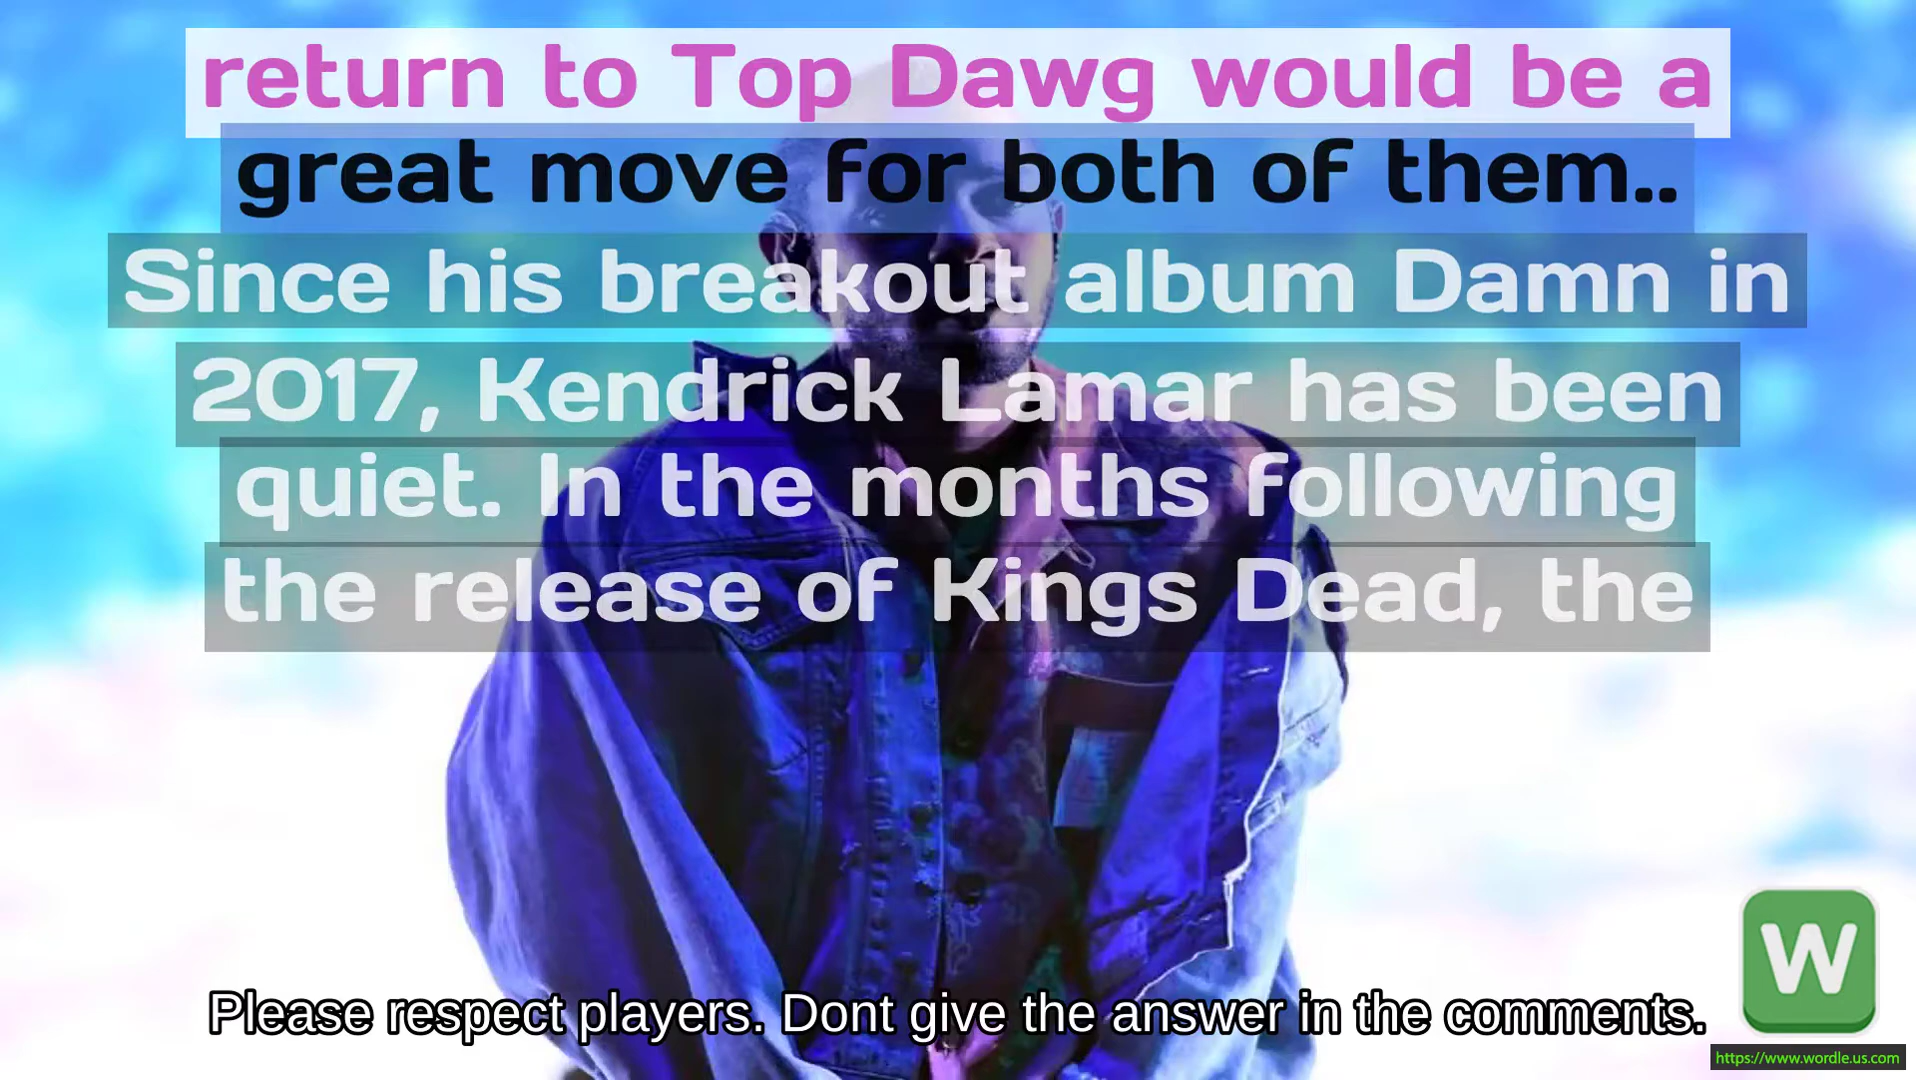 return to Top Dawg would be a
great move for both of them..
Since his breakout album Damn in
2017, Kendrick Lamar has been
quiet. In the months following
the release of Kings Dead, the
Please respect players. Dont give the answer in the comments.
W
https://www.wordle.us.com